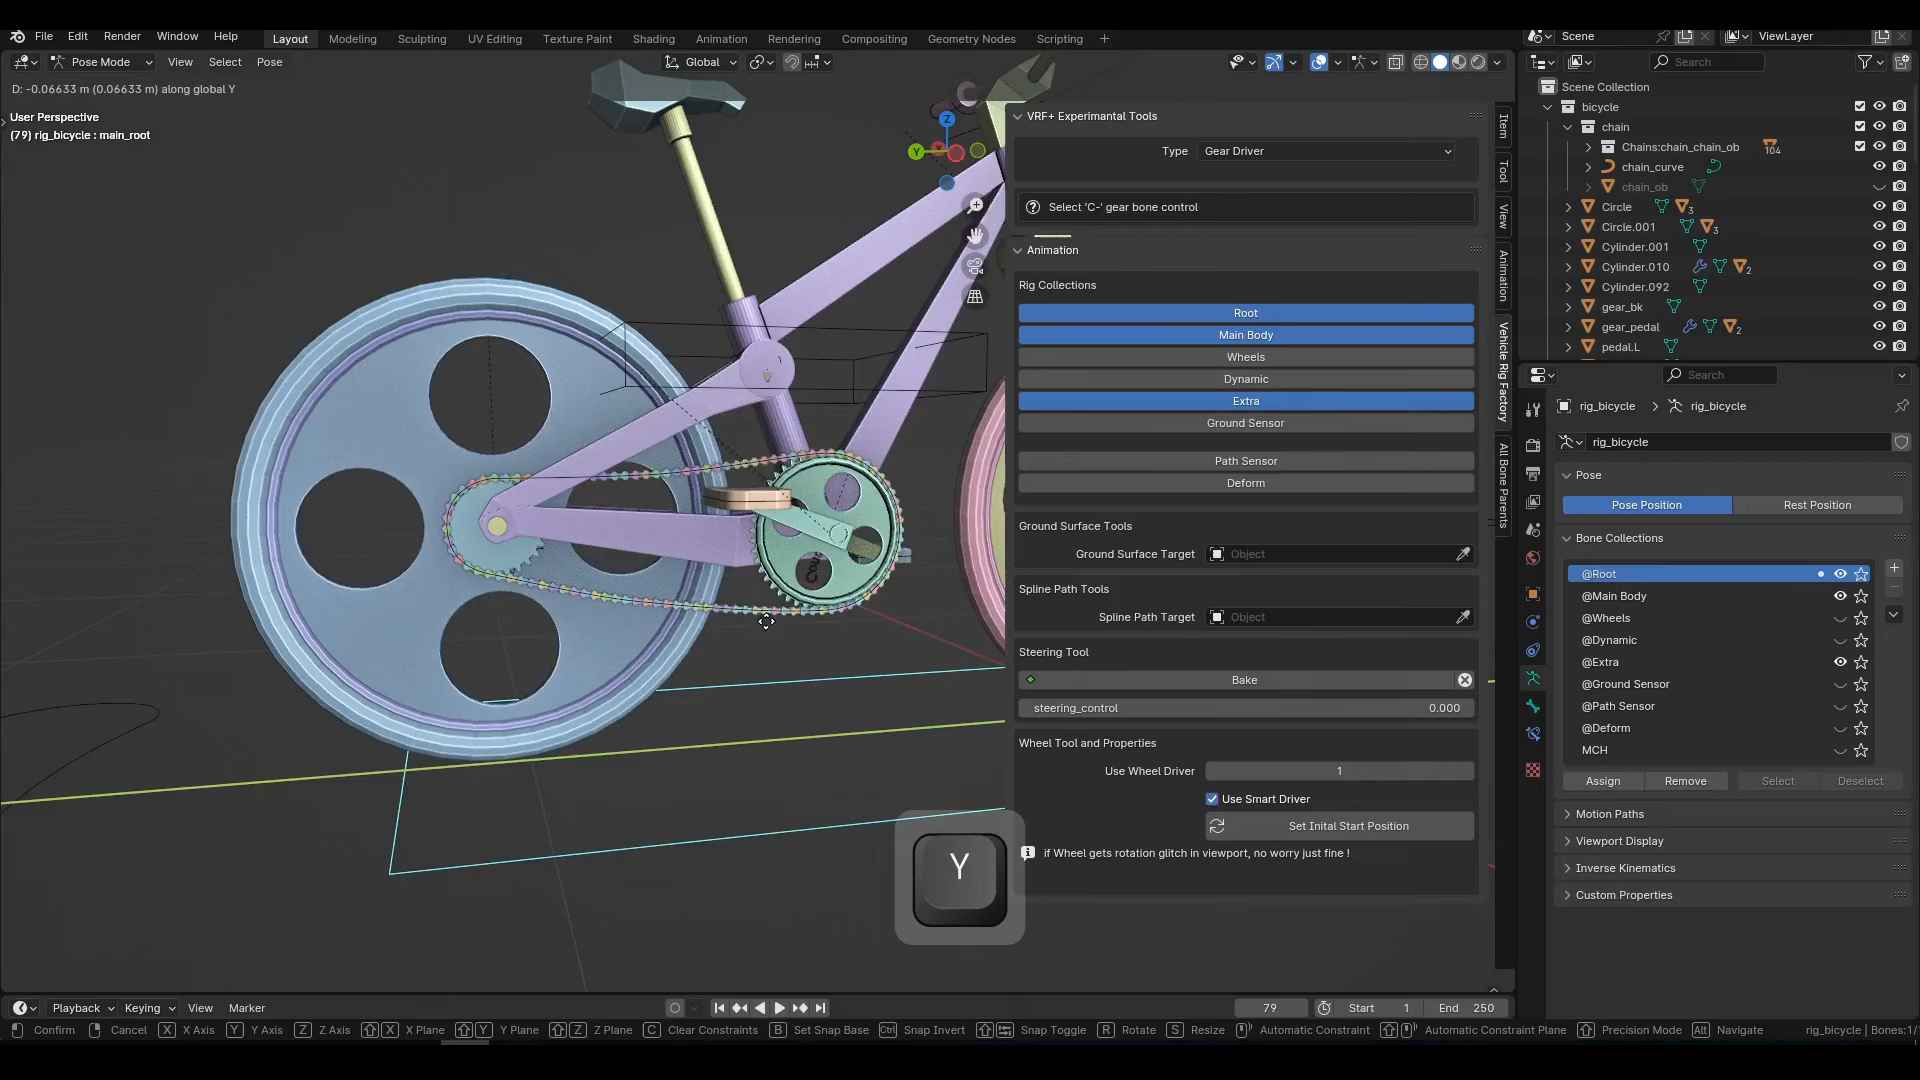 File Edit Render Window Help Layout Modeling Sculpting UV Editing Texture Paint Shading Animation Rendering Compositing Geometry Nodes Scripting + Scene ViewLayer
Pose Mode View Select Pose Global Search
D: -0.06633 m (0.06633 m) along global Y
User Perspective
(79) rig_bicycle : main_root
Z
Y
VRF+ Experimantal Tools
Type Gear Driver
Select 'C-' gear bone control
Animation
Rig Collections
Root
Main Body
Wheels
Dynamic
Extra
Ground Sensor
Path Sensor
Deform
Ground Surface Tools
Ground Surface Target Object
Spline Path Tools
Spline Path Target Object
Steering Tool
Bake
steering_control 0.000
Wheel Tool and Properties
Use Wheel Driver 1
Use Smart Driver
Set Inital Start Position
if Wheel gets rotation glitch in viewport, no worry just fine !
Y
Item
Tool
View
Animation
Vehicle Rig Factory
All Bone Parents
Scene Collection
bicycle
chain
Chains:chain_chain_ob 104
chain_curve
chain_ob
Circle 3
Circle.001 3
Cylinder.001
Cylinder.010 2
Cylinder.092
gear_bk
gear_pedal 2
pedal.L
Search
rig_bicycle rig_bicycle
rig_bicycle
Pose
Pose Position Rest Position
Bone Collections
@Root
@Main Body
@Wheels
@Dynamic
@Extra
@Ground Sensor
@Path Sensor
@Deform
MCH
Assign Remove Select Deselect
Motion Paths
Viewport Display
Inverse Kinematics
Custom Properties
Playback Keying View Marker 79 Start 1 End 250
Confirm Cancel X X Axis Y Y Axis Z Z Axis X X Plane Y Y Plane Z Z Plane C Clear Constraints B Set Snap Base Ctrl Snap Invert Snap Toggle R Rotate S Resize Automatic Constraint Automatic Constraint Plane Precision Mode Alt Navigate rig_bicycle | Bones:1/